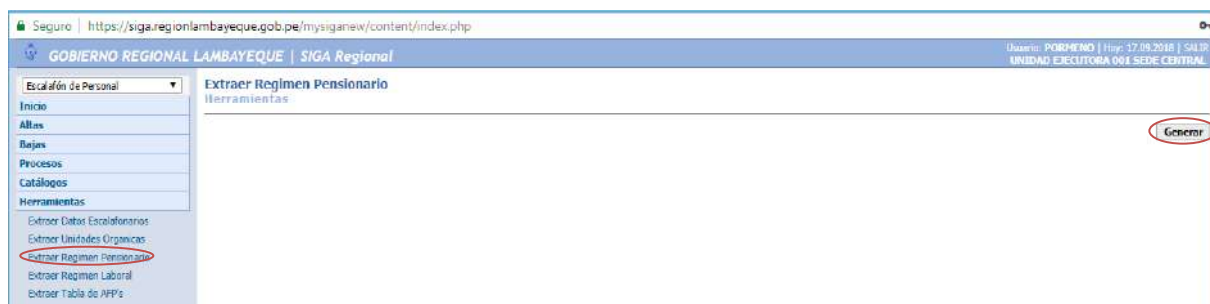 Seguro | https://siga.regionlambayeque.gob.pe/mysiganew/content/index.php
GOBIERNO REGIONAL LAMBAYEQUE | SIGA Regional
Usuario: PORMENO | Hoy: 17.09.2018 | SALIR
UNIDAD EJECUTORA 001 SEDE CENTRAL
Escalafón de Personal
Extraer Regimen Pensionario
Herramientas
Inicio
Altas
Generar
Bajas
Procesos
Catálogos
Herramientas
Extraer Datos Escalafonarios
Extraer Unidades Organicas
Extraer Regimen Pensionario
Extraer Regimen Laboral
Extraer Tabla de AFP's